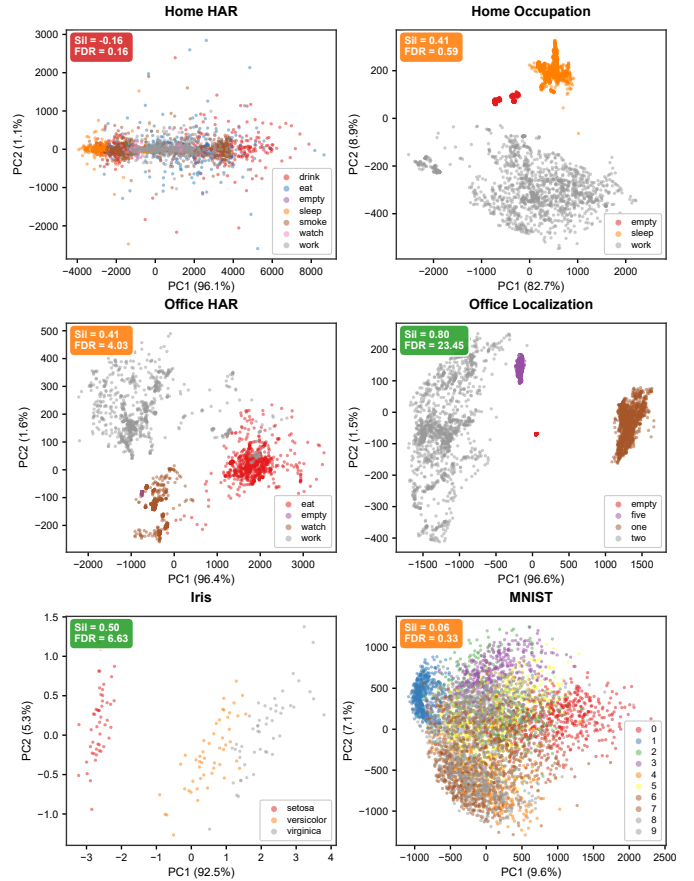 Home HAR
Sil = -0.16
FDR = 0.16
3000
2000
1000
0
−1000
−2000
PC2 (1.1%)
drink
eat
empty
sleep
smoke
watch
work
−4000 −2000 0 2000 4000 6000 8000
PC1 (96.1%)
Home Occupation
Sil = 0.41
FDR = 0.59
200
0
−200
−400
PC2 (8.9%)
empty
sleep
work
−2000 −1000 0 1000 2000
PC1 (82.7%)
Office HAR
Sil = 0.41
FDR = 4.03
500
400
300
200
100
0
−100
−200
PC2 (1.6%)
eat
empty
watch
work
−2000 −1000 0 1000 2000 3000
PC1 (96.4%)
Office Localization
Sil = 0.80
FDR = 23.45
200
100
0
−100
−200
−300
−400
PC2 (1.5%)
empty
five
one
two
−1500 −1000 −500 0 500 1000 1500
PC1 (96.6%)
Iris
Sil = 0.50
FDR = 6.63
1.5
1.0
0.5
0.0
−0.5
−1.0
PC2 (5.3%)
setosa
versicolor
virginica
−3 −2 −1 0 1 2 3 4
PC1 (92.5%)
MNIST
Sil = 0.06
FDR = 0.33
1000
500
0
−500
−1000
PC2 (7.1%)
0
1
2
3
4
5
6
7
8
9
−1000 −500 0 500 1000 1500 2000 2500
PC1 (9.6%)